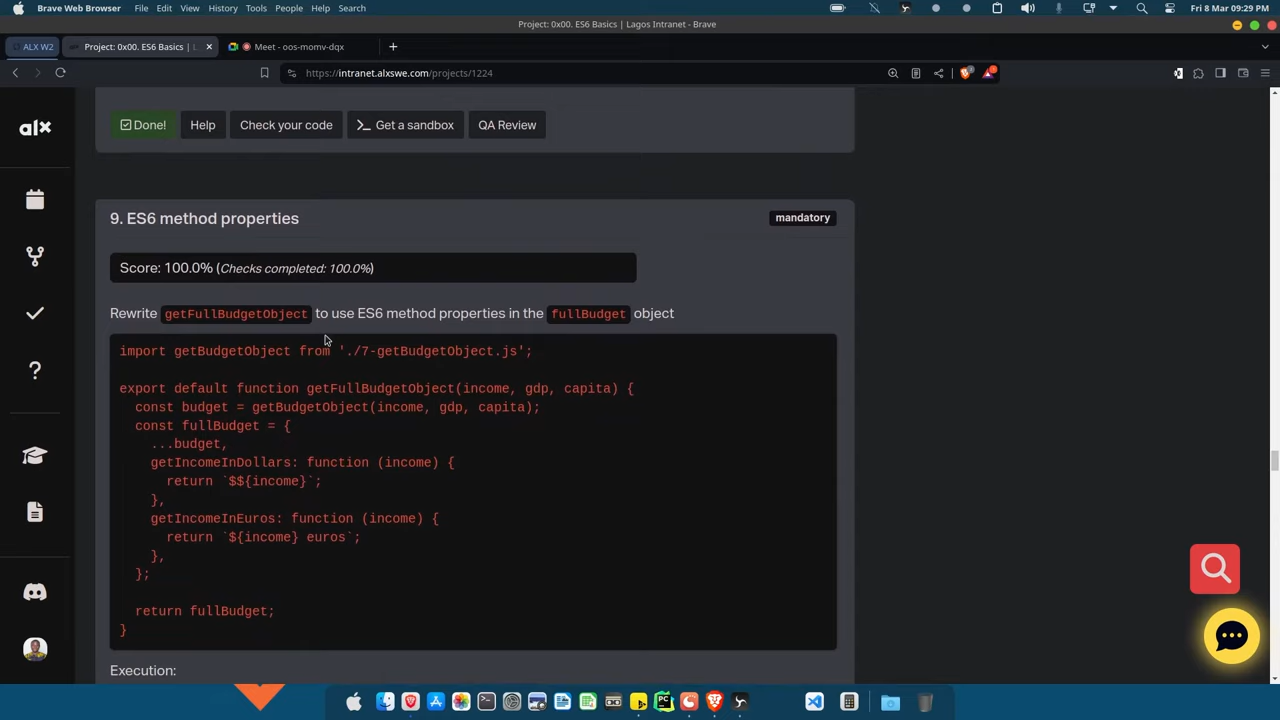 Brave Web Browser File Edit View History Tools People Help Search Fri 8 Mar 09:29 PM
Project: 0x00. ES6 Basics | Lagos Intranet - Brave
ALX W2 Project: 0x00. ES6 Basics | L Meet - oos-momv-dqx
https://intranet.alxswe.com/projects/1224
alx
Done! Help Check your code Get a sandbox QA Review
9. ES6 method properties mandatory
Score: 100.0% (Checks completed: 100.0%)
Rewrite getFullBudgetObject to use ES6 method properties in the fullBudget object
import getBudgetObject from './7-getBudgetObject.js';
export default function getFullBudgetObject(income, gdp, capita) {
const budget = getBudgetObject(income, gdp, capita);
const fullBudget = {
...budget,
getIncomeInDollars: function (income) {
return `$${income}`;
},
getIncomeInEuros: function (income) {
return `${income} euros`;
},
};
return fullBudget;
}
Execution: